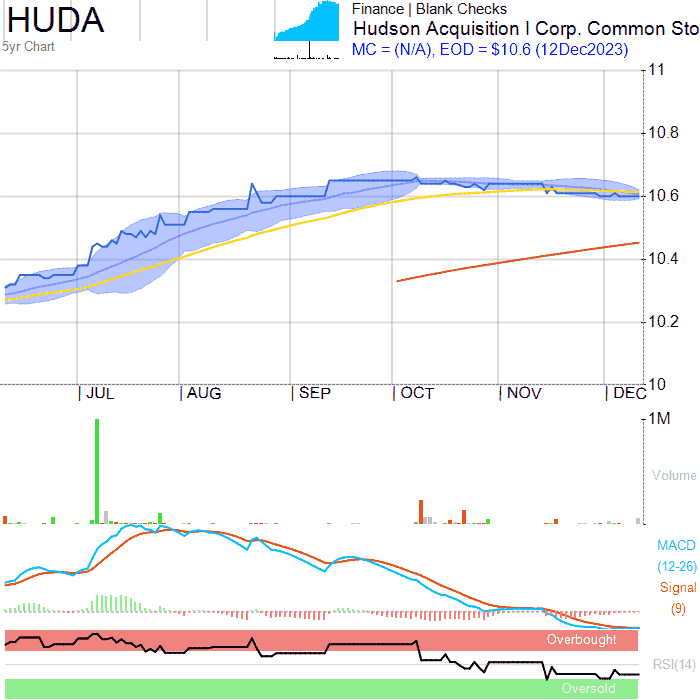 HUDA
5yr Chart
Finance | Blank Checks
Hudson Acquisition I Corp. Common Sto
MC = (N/A), EOD = $10.6 (12Dec2023)
11
10.8
10.6
10.4
10.2
10
| JUL | AUG | SEP | OCT | NOV | DEC
1M
Volume
MACD
(12-26)
Signal
(9)
Overbought
RSI(14)
Oversold